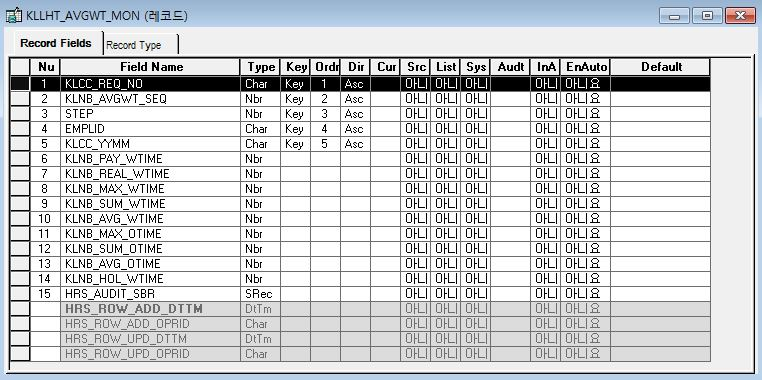 KLLHT_AVGWT_MON (레코드)
Record Fields Record Type
Nu Field Name Type Key Ordr Dir Cur Src List Sys Audt InA EnAuto Default
1 KLCC_REQ_NO Char Key 1 Asc 아니 아니 아니 아니 아니요
2 KLNB_AVGWT_SEQ Nbr Key 2 Asc 아니 아니 아니 아니 아니요
3 STEP Nbr Key 3 Asc 아니 아니 아니 아니 아니요
4 EMPLID Char Key 4 Asc 아니 아니 아니 아니 아니요
5 KLCC_YYMM Char Key 5 Asc 아니 아니 아니 아니 아니요
6 KLNB_PAY_WTIME Nbr 아니 아니 아니 아니 아니요
7 KLNB_REAL_WTIME Nbr 아니 아니 아니 아니 아니요
8 KLNB_MAX_WTIME Nbr 아니 아니 아니 아니 아니요
9 KLNB_SUM_WTIME Nbr 아니 아니 아니 아니 아니요
10 KLNB_AVG_WTIME Nbr 아니 아니 아니 아니 아니요
11 KLNB_MAX_OTIME Nbr 아니 아니 아니 아니 아니요
12 KLNB_SUM_OTIME Nbr 아니 아니 아니 아니 아니요
13 KLNB_AVG_OTIME Nbr 아니 아니 아니 아니 아니요
14 KLNB_HOL_WTIME Nbr 아니 아니 아니 아니 아니요
15 HRS_AUDIT_SBR SRec 아니 아니 아니 아니 아니요
HRS_ROW_ADD_DTTM DtTm 아니 아니 아니 아니 아니요
HRS_ROW_ADD_OPRID Char 아니 아니 아니 아니 아니요
HRS_ROW_UPD_DTTM DtTm 아니 아니 아니 아니 아니요
HRS_ROW_UPD_OPRID Char 아니 아니 아니 아니 아니요